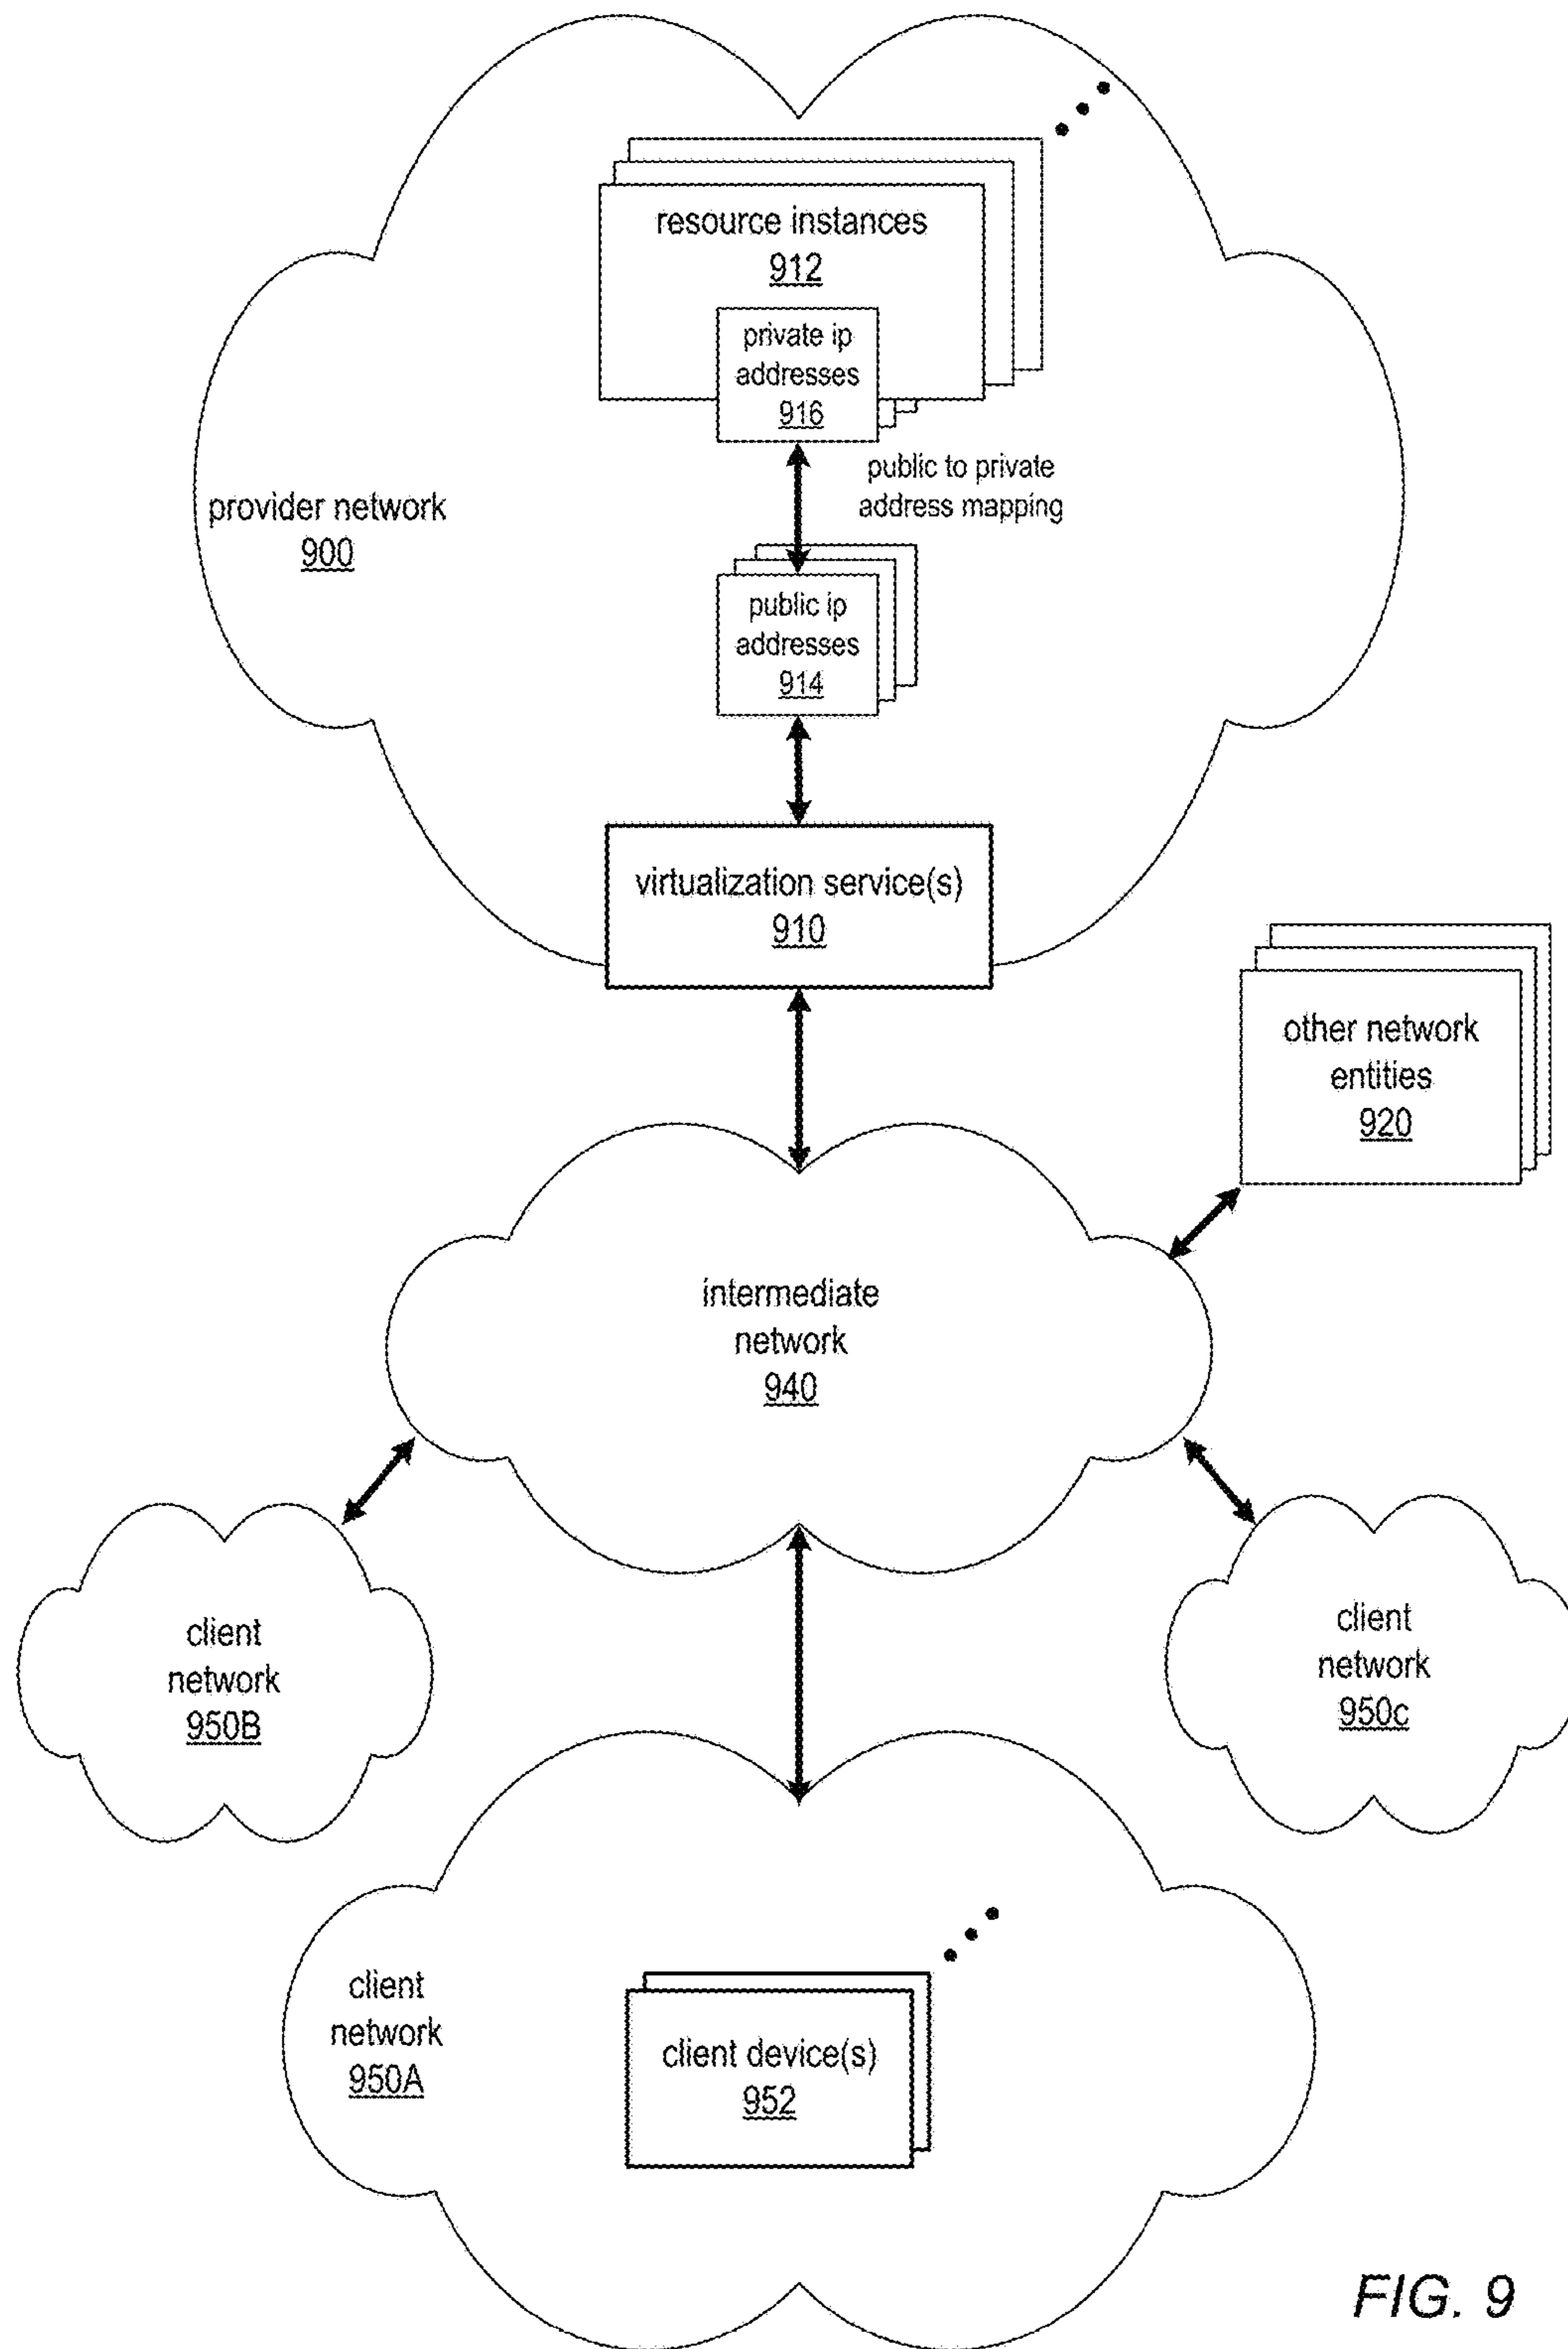 resource instances
912
private ip
addresses
916
public to private
address mapping
provider network
900
public ip
addresses
914
virtualization service(s)
910
other network
entities
920
intermediate
network
940
client
network
950B
client
network
950c
client
network
950A
client device(s)
952
FIG. 9